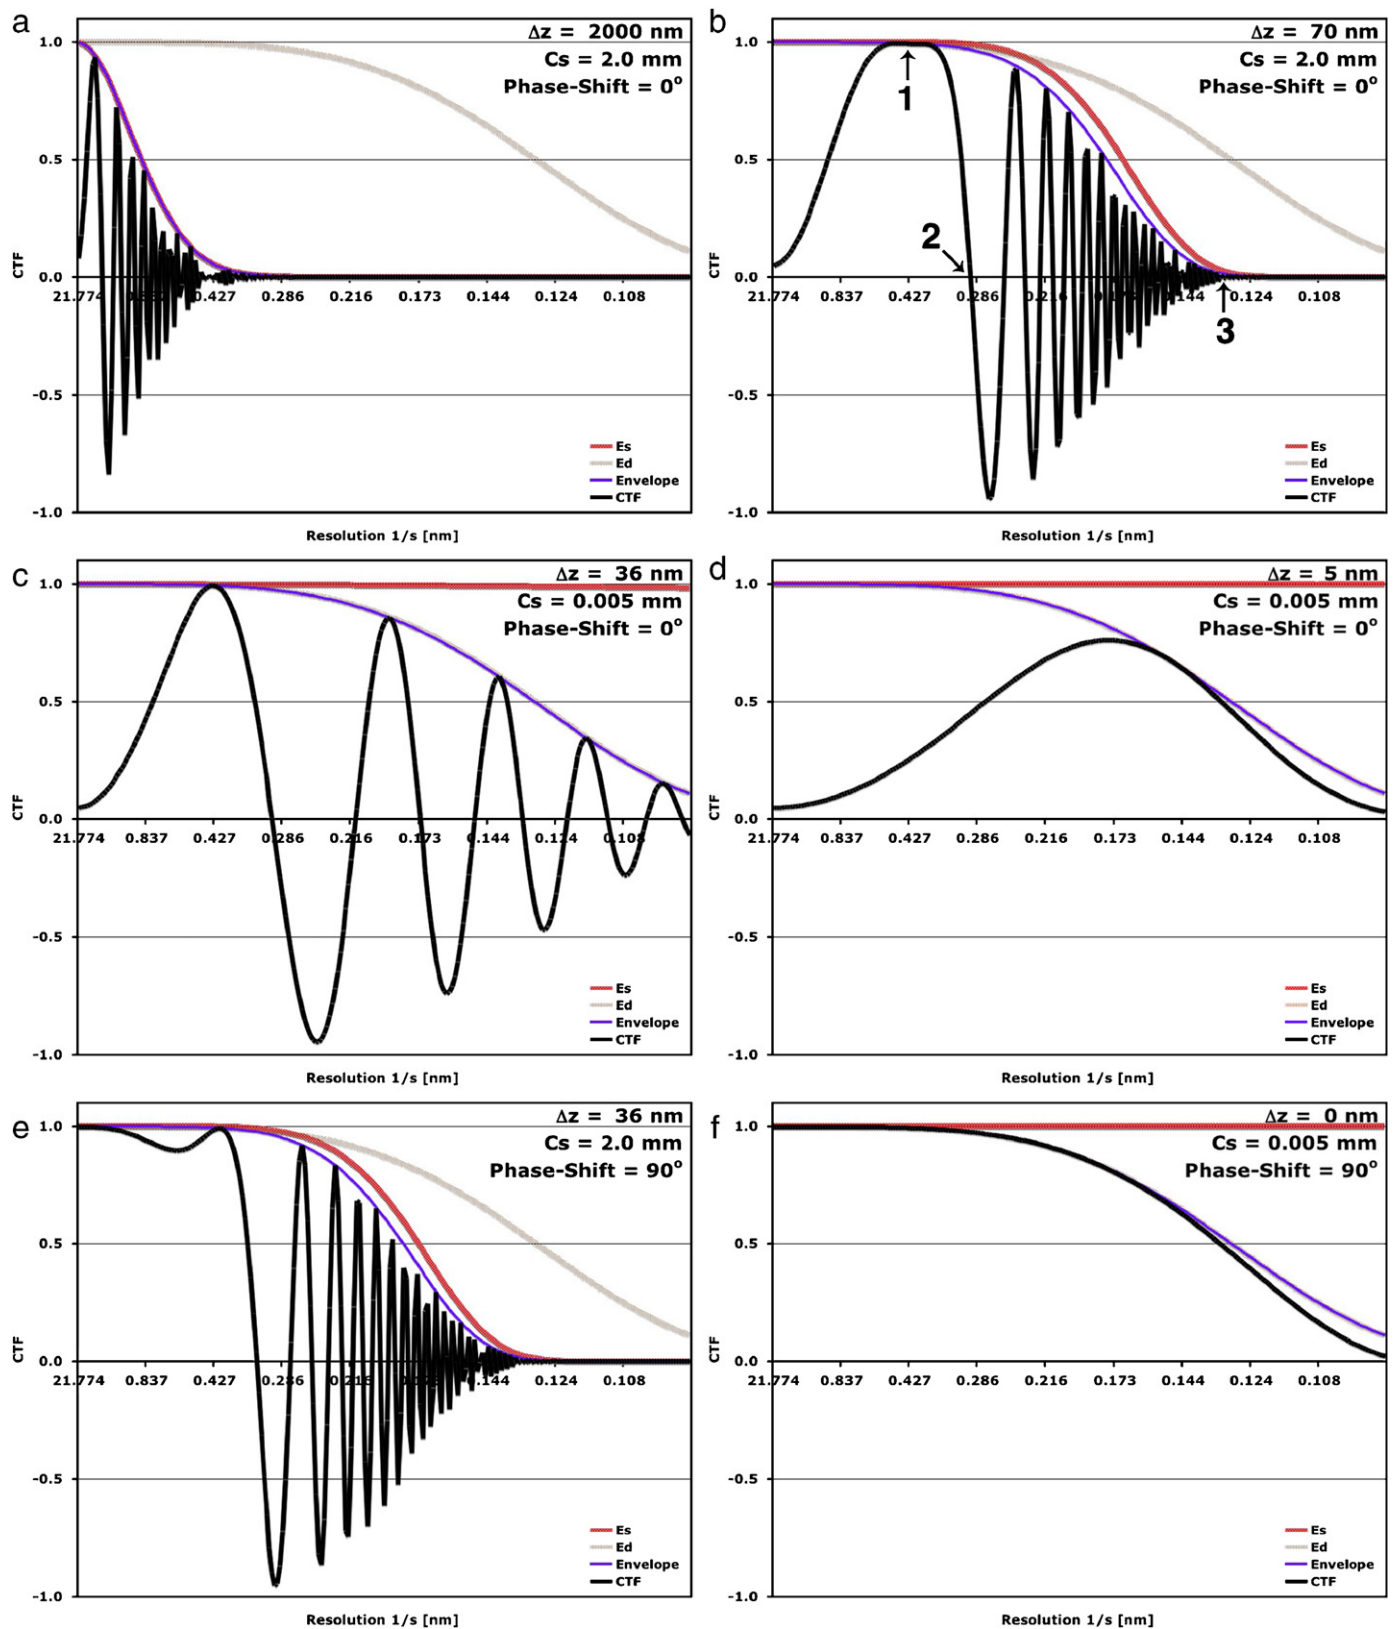 a
Δz = 2000 nm
Cs = 2.0 mm
Phase-Shift = 0°
1.0
0.5
0.0
-0.5
-1.0
CTF
21.774 0.427 0.286 0.216 0.173 0.144 0.124 0.108
Es
Ed
Envelope
CTF
Resolution 1/s [nm]
b
Δz = 70 nm
Cs = 2.0 mm
Phase-Shift = 0°
1.0
0.5
0.0
-0.5
-1.0
CTF
1
2
3
21.774 0.837 0.427 0.286 0.216 0.144 0.124 0.108
Es
Ed
Envelope
CTF
Resolution 1/s [nm]
c
Δz = 36 nm
Cs = 0.005 mm
Phase-Shift = 0°
1.0
0.5
0.0
-0.5
-1.0
CTF
21.774 0.837 0.427 0.286 0.216 0.173 0.144 0.124 0.108
Es
Ed
Envelope
CTF
Resolution 1/s [nm]
d
Δz = 5 nm
Cs = 0.005 mm
Phase-Shift = 0°
1.0
0.5
0.0
-0.5
-1.0
CTF
21.774 0.837 0.427 0.286 0.216 0.173 0.144 0.124 0.108
Es
Ed
Envelope
CTF
Resolution 1/s [nm]
e
Δz = 36 nm
Cs = 2.0 mm
Phase-Shift = 90°
1.0
0.5
0.0
-0.5
-1.0
CTF
21.774 0.837 0.427 0.286 0.216 0.144 0.124 0.108
Es
Ed
Envelope
CTF
Resolution 1/s [nm]
f
Δz = 0 nm
Cs = 0.005 mm
Phase-Shift = 90°
1.0
0.5
0.0
-0.5
-1.0
CTF
21.774 0.837 0.427 0.286 0.216 0.173 0.144 0.124 0.108
Es
Ed
Envelope
CTF
Resolution 1/s [nm]